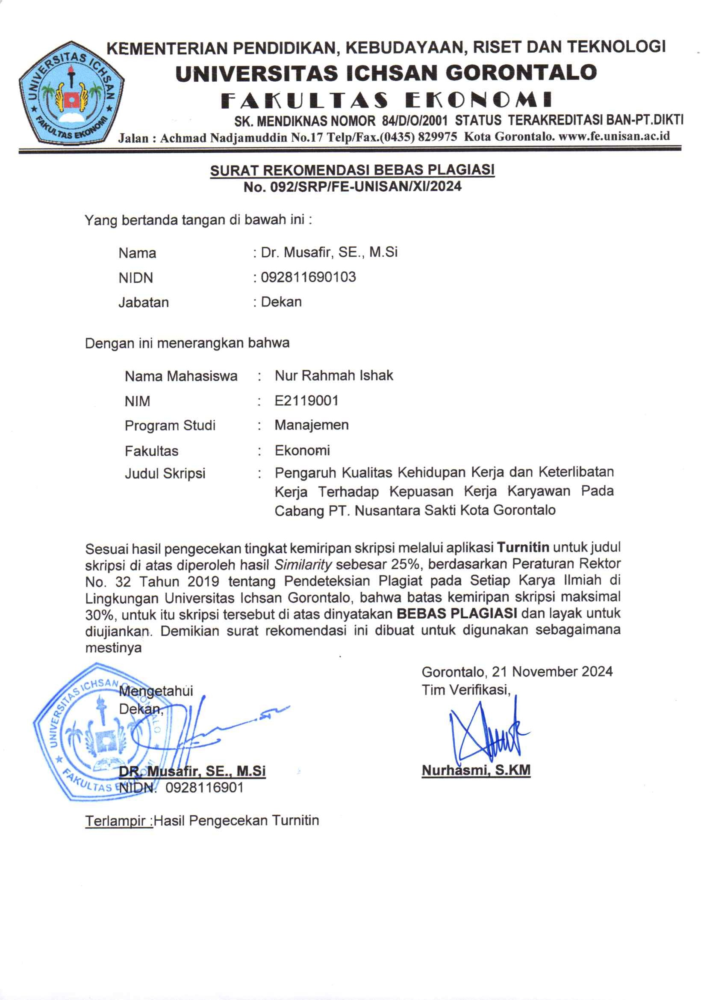 KEMENTERIAN PENDIDIKAN, KEBUDAYAAN, RISET DAN TEKNOLOGI
UNIVERSITAS ICHSAN GORONTALO
FAKULTAS EKONOMI
SK. MENDIKNAS NOMOR 84/D/O/2001 STATUS TERAKREDITASI BAN-PT.DIKTI
Jalan : Achmad Nadjamuddin No.17 Telp/Fax.(0435) 829975 Kota Gorontalo. www.fe.unisan.ac.id
UNIVERSITAS ICHSAN
FAKULTAS EKONOMI
SURAT REKOMENDASI BEBAS PLAGIASI
No. 092/SRP/FE-UNISAN/XI/2024
Yang bertanda tangan di bawah ini :
Nama : Dr. Musafir, SE., M.Si
NIDN : 092811690103
Jabatan : Dekan
Dengan ini menerangkan bahwa
Nama Mahasiswa : Nur Rahmah Ishak
NIM : E2119001
Program Studi : Manajemen
Fakultas : Ekonomi
Judul Skripsi : Pengaruh Kualitas Kehidupan Kerja dan Keterlibatan
Kerja Terhadap Kepuasan Kerja Karyawan Pada
Cabang PT. Nusantara Sakti Kota Gorontalo
Sesuai hasil pengecekan tingkat kemiripan skripsi melalui aplikasi Turnitin untuk judul
skripsi di atas diperoleh hasil Similarity sebesar 25%, berdasarkan Peraturan Rektor
No. 32 Tahun 2019 tentang Pendeteksian Plagiat pada Setiap Karya Ilmiah di
Lingkungan Universitas Ichsan Gorontalo, bahwa batas kemiripan skripsi maksimal
30%, untuk itu skripsi tersebut di atas dinyatakan BEBAS PLAGIASI dan layak untuk
diujiankan. Demikian surat rekomendasi ini dibuat untuk digunakan sebagaimana
mestinya
Gorontalo, 21 November 2024
Mengetahui
Tim Verifikasi,
Dekan,
UNIVERSITAS ICHSAN GORONTALO
FAKULTAS EKONOMI
DR. Musafir, SE., M.Si
Nurhasmi, S.KM
NIDN. 0928116901
Terlampir :Hasil Pengecekan Turnitin